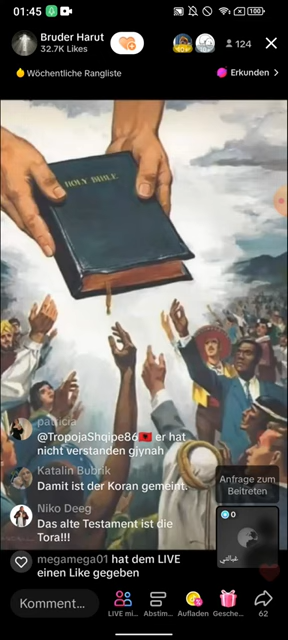 01:45
100
Bruder Harut
32.7K Likes
124
Wöchentliche Rangliste
Erkunden >
HOLY BIBLE
patricia
@TropojaShqipe86🇦🇱 er hat
nicht verstanden gjynah
Katalin Bubrik
Damit ist der Koran gemeint.
Niko Deeg
Das alte Testament ist die
Tora!!!
megamega01 hat dem LIVE
einen Like gegeben
Anfrage zum
Beitreten
0
Komment...
LIVE mi...
Abstim...
Aufladen
Gesche...
62